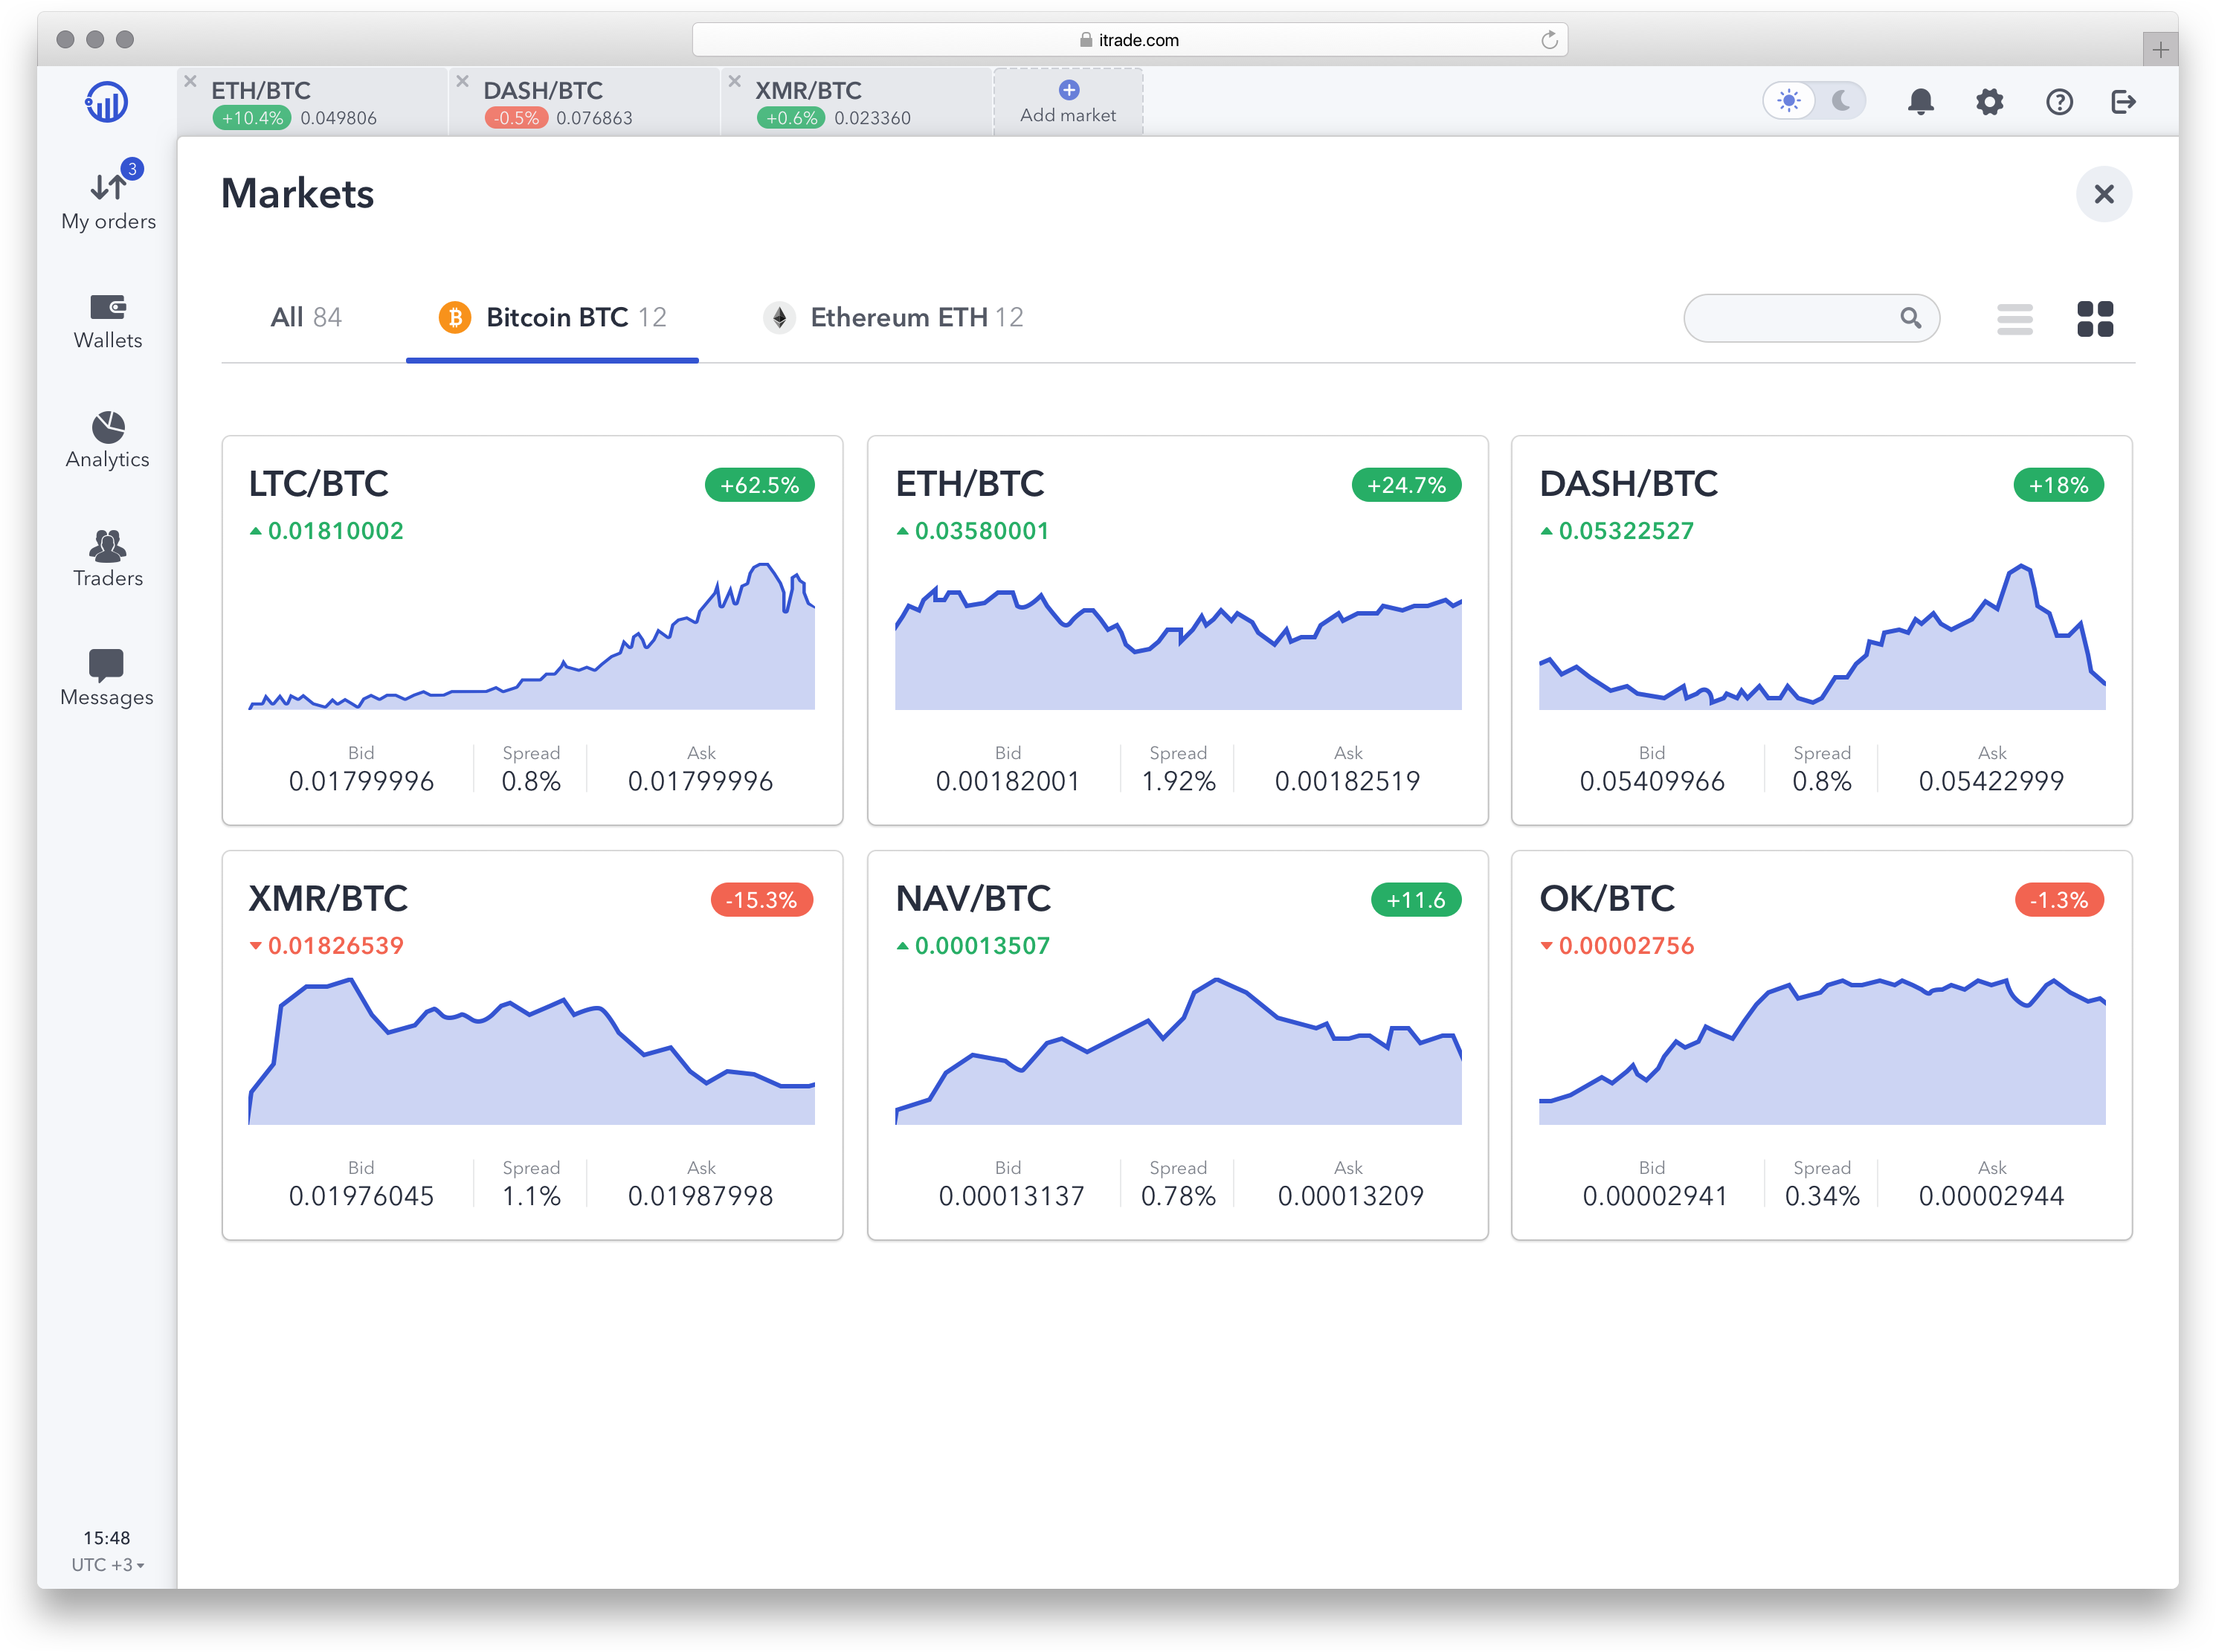 itrade.com
ETH/BTC
+10.4% 0.049806
DASH/BTC
-0.5% 0.076863
XMR/BTC
+0.6% 0.023360
Add market
3
My orders
Wallets
Analytics
Traders
Messages
15:48
UTC +3
Markets
All 84
Bitcoin BTC 12
Ethereum ETH 12
LTC/BTC +62.5%
0.01810002
Bid Spread Ask
0.01799996 0.8% 0.01799996
ETH/BTC +24.7%
0.03580001
Bid Spread Ask
0.00182001 1.92% 0.00182519
DASH/BTC +18%
0.05322527
Bid Spread Ask
0.05409966 0.8% 0.05422999
XMR/BTC -15.3%
0.01826539
Bid Spread Ask
0.01976045 1.1% 0.01987998
NAV/BTC +11.6
0.00013507
Bid Spread Ask
0.00013137 0.78% 0.00013209
OK/BTC -1.3%
0.00002756
Bid Spread Ask
0.00002941 0.34% 0.00002944